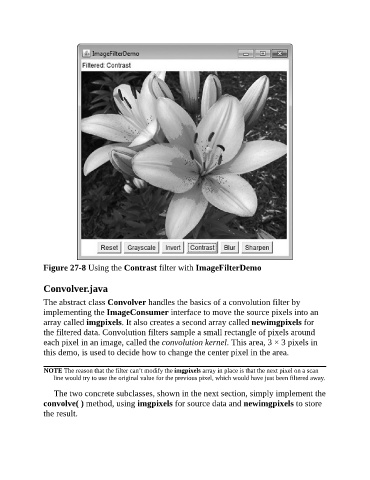 ImageFilterDemo
Filtered: Contrast
Reset Grayscale Invert Contrast Blur Sharpen
Figure 27-8 Using the Contrast filter with ImageFilterDemo
Convolver.java
The abstract class Convolver handles the basics of a convolution filter by
implementing the ImageConsumer interface to move the source pixels into an
array called imgpixels. It also creates a second array called newimgpixels for
the filtered data. Convolution filters sample a small rectangle of pixels around
each pixel in an image, called the convolution kernel. This area, 3 × 3 pixels in
this demo, is used to decide how to change the center pixel in the area.
NOTE The reason that the filter can't modify the imgpixels array in place is that the next pixel on a scan
line would try to use the original value for the previous pixel, which would have just been filtered away.
The two concrete subclasses, shown in the next section, simply implement the
convolve( ) method, using imgpixels for source data and newimgpixels to store
the result.